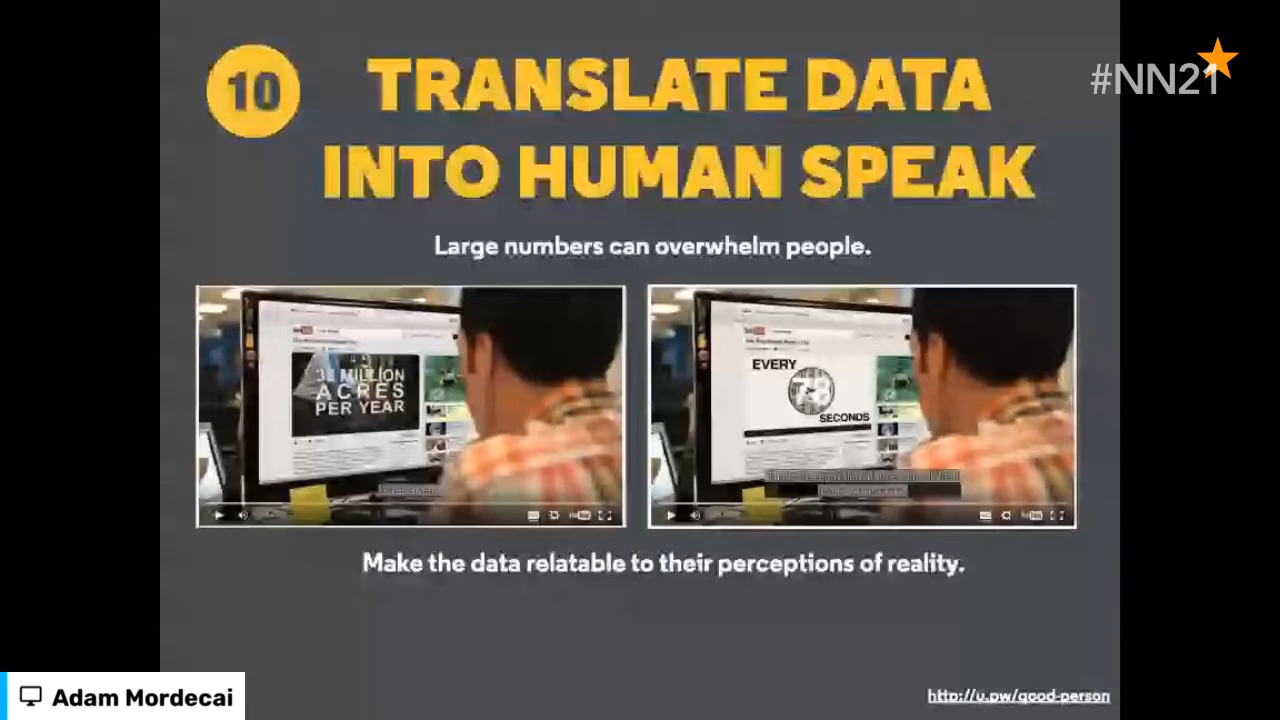 10
TRANSLATE DATA
INTO HUMAN SPEAK
#NN21
Large numbers can overwhelm people.
MILLION
ACRES
PER YEAR
EVERY
SECONDS
Make the data relatable to their perceptions of reality.
Adam Mordecai
http://u.pw/good-person